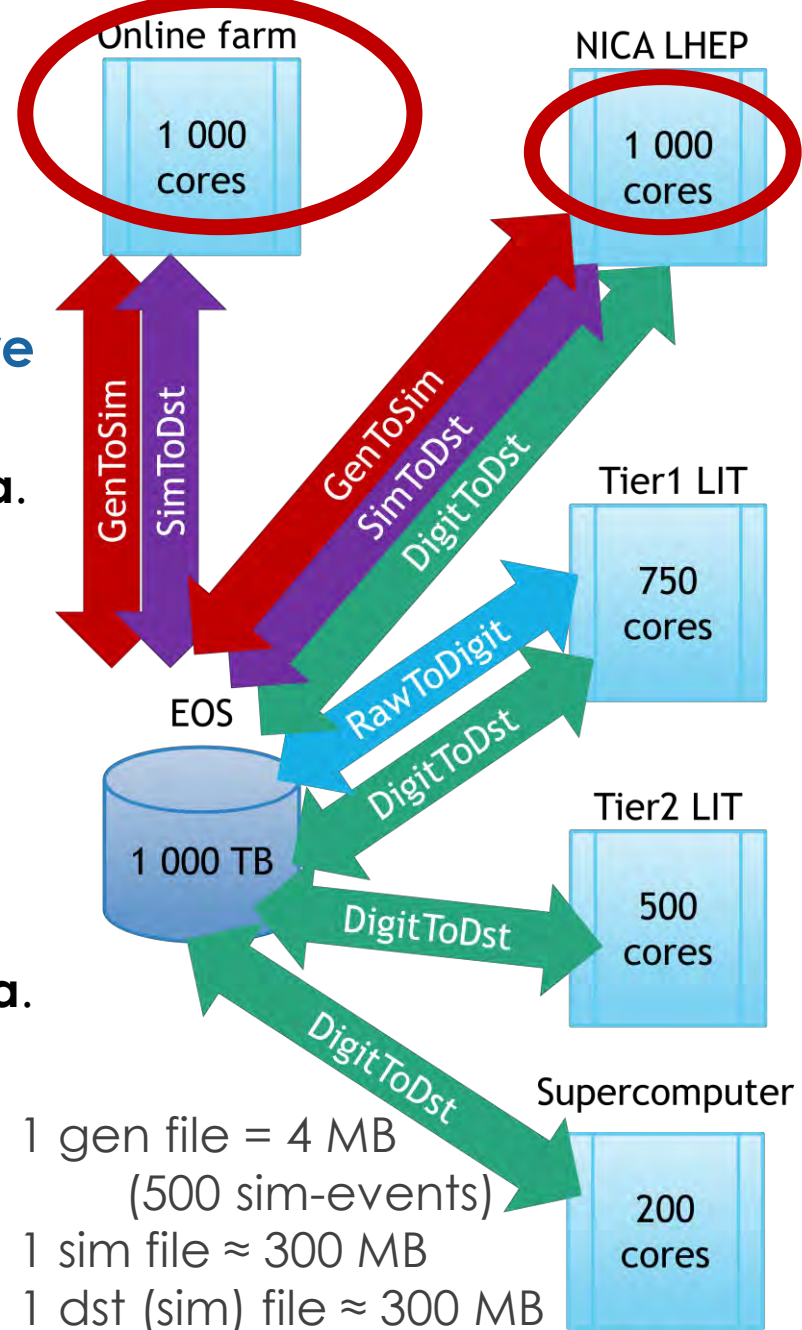 Online farm
NICA LHEP
1 000
cores
1 000
cores
GenToSim
SimToDst
GenToSim
SimToDst
DigitToDst
a.
Tier1 LIT
750
cores
RawToDigit
DigitToDst
EOS
1 000 TB
Tier2 LIT
500
cores
DigitToDst
a.
DigitToDst
Supercomputer
200
cores
1 gen file = 4 MB
(500 sim-events)
1 sim file ≈ 300 MB
1 dst (sim) file ≈ 300 MB